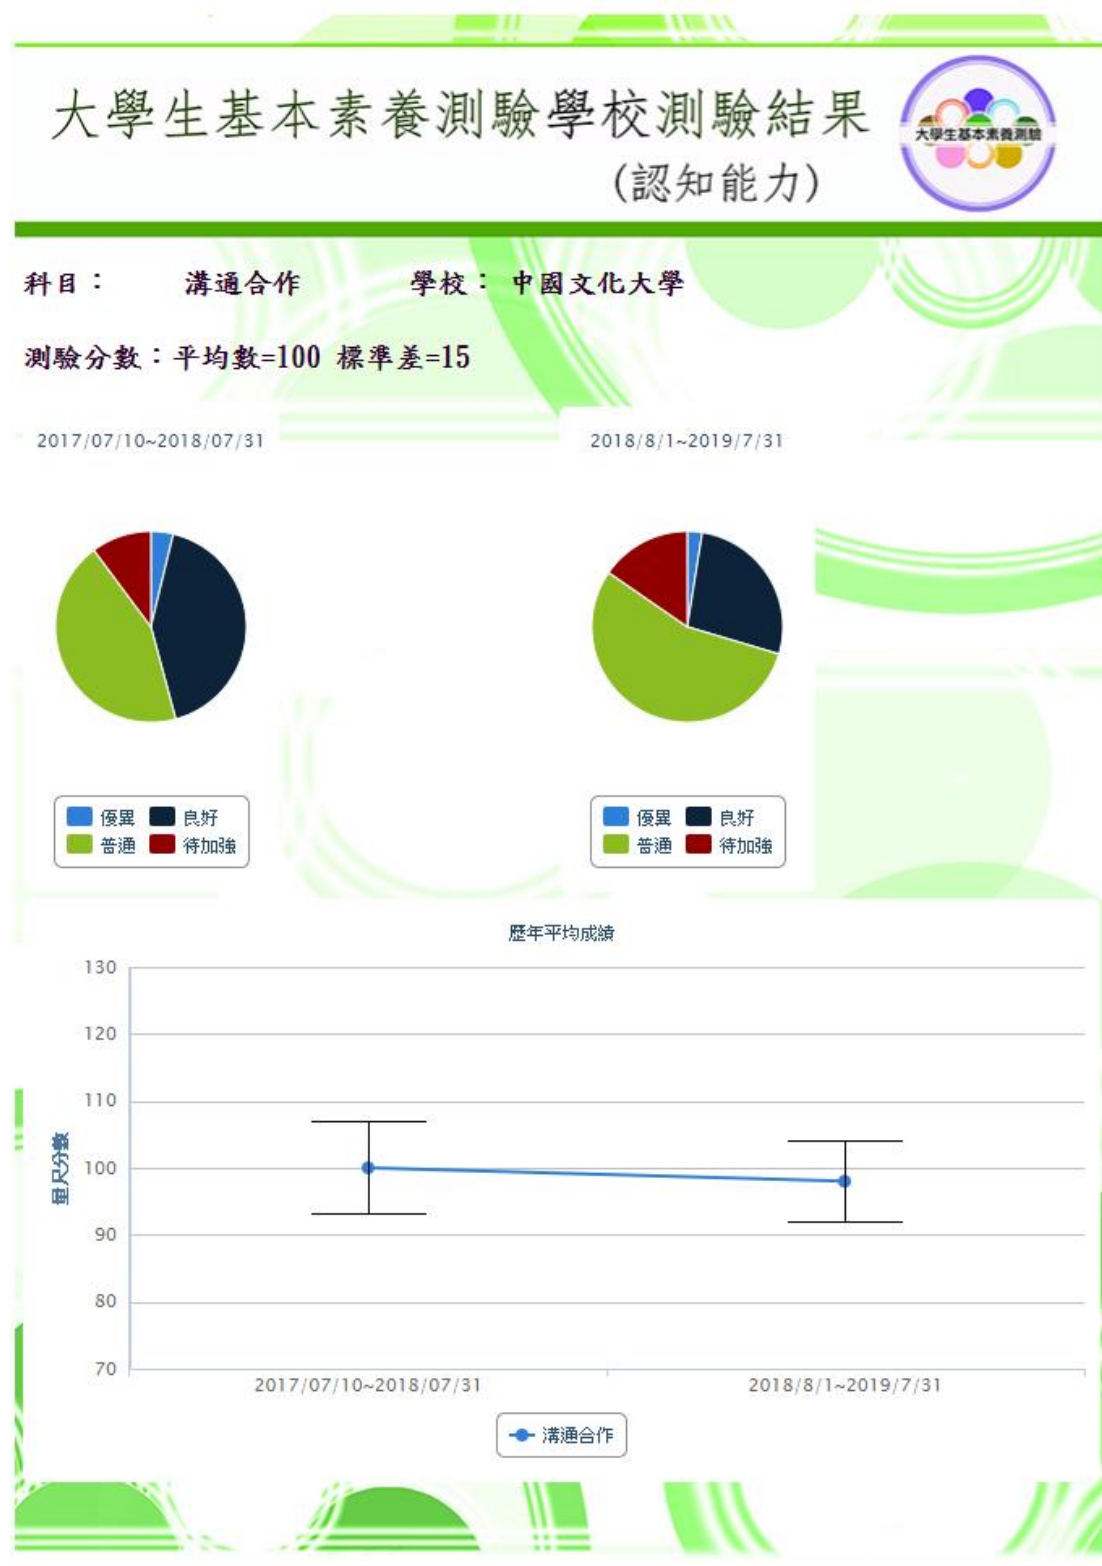 大學生基本素養測驗學校測驗結果
(認知能力)
大學生基本素養測驗
科目： 溝通合作 學校： 中國文化大學
測驗分數：平均數=100 標準差=15
2017/07/10~2018/07/31 2018/8/1~2019/7/31
優異 良好 優異 良好
普通 待加強 普通 待加強
歷年平均成績
130
120
110
100
90
80
70
量尺分數
2017/07/10~2018/07/31 2018/8/1~2019/7/31
溝通合作